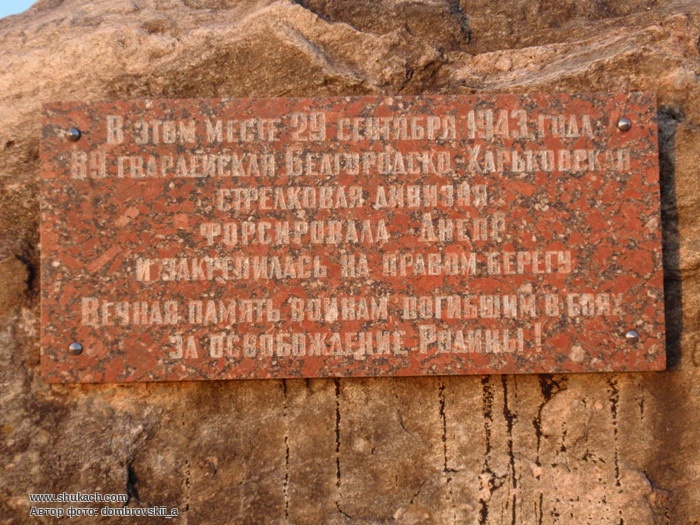 В этом месте 29 сентября 1943 года
89 гвардейская Белгородско-Харьковская
стрелковая дивизия
форсировала Днепр
и закрепилась на правом берегу
Вечная память воинам, погибшим в боях
за освобождение Родины!
www.shukach.com
Автор фото: dombrovskii_a